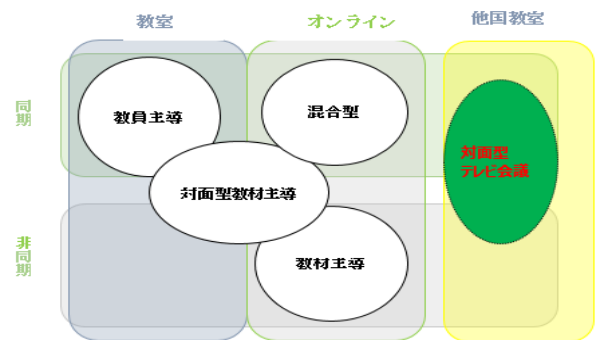 教室
オンライン
他国教室
同期
教員主導
混合型
対面型
テレビ会議
対面型教材主導
非同期
教材主導